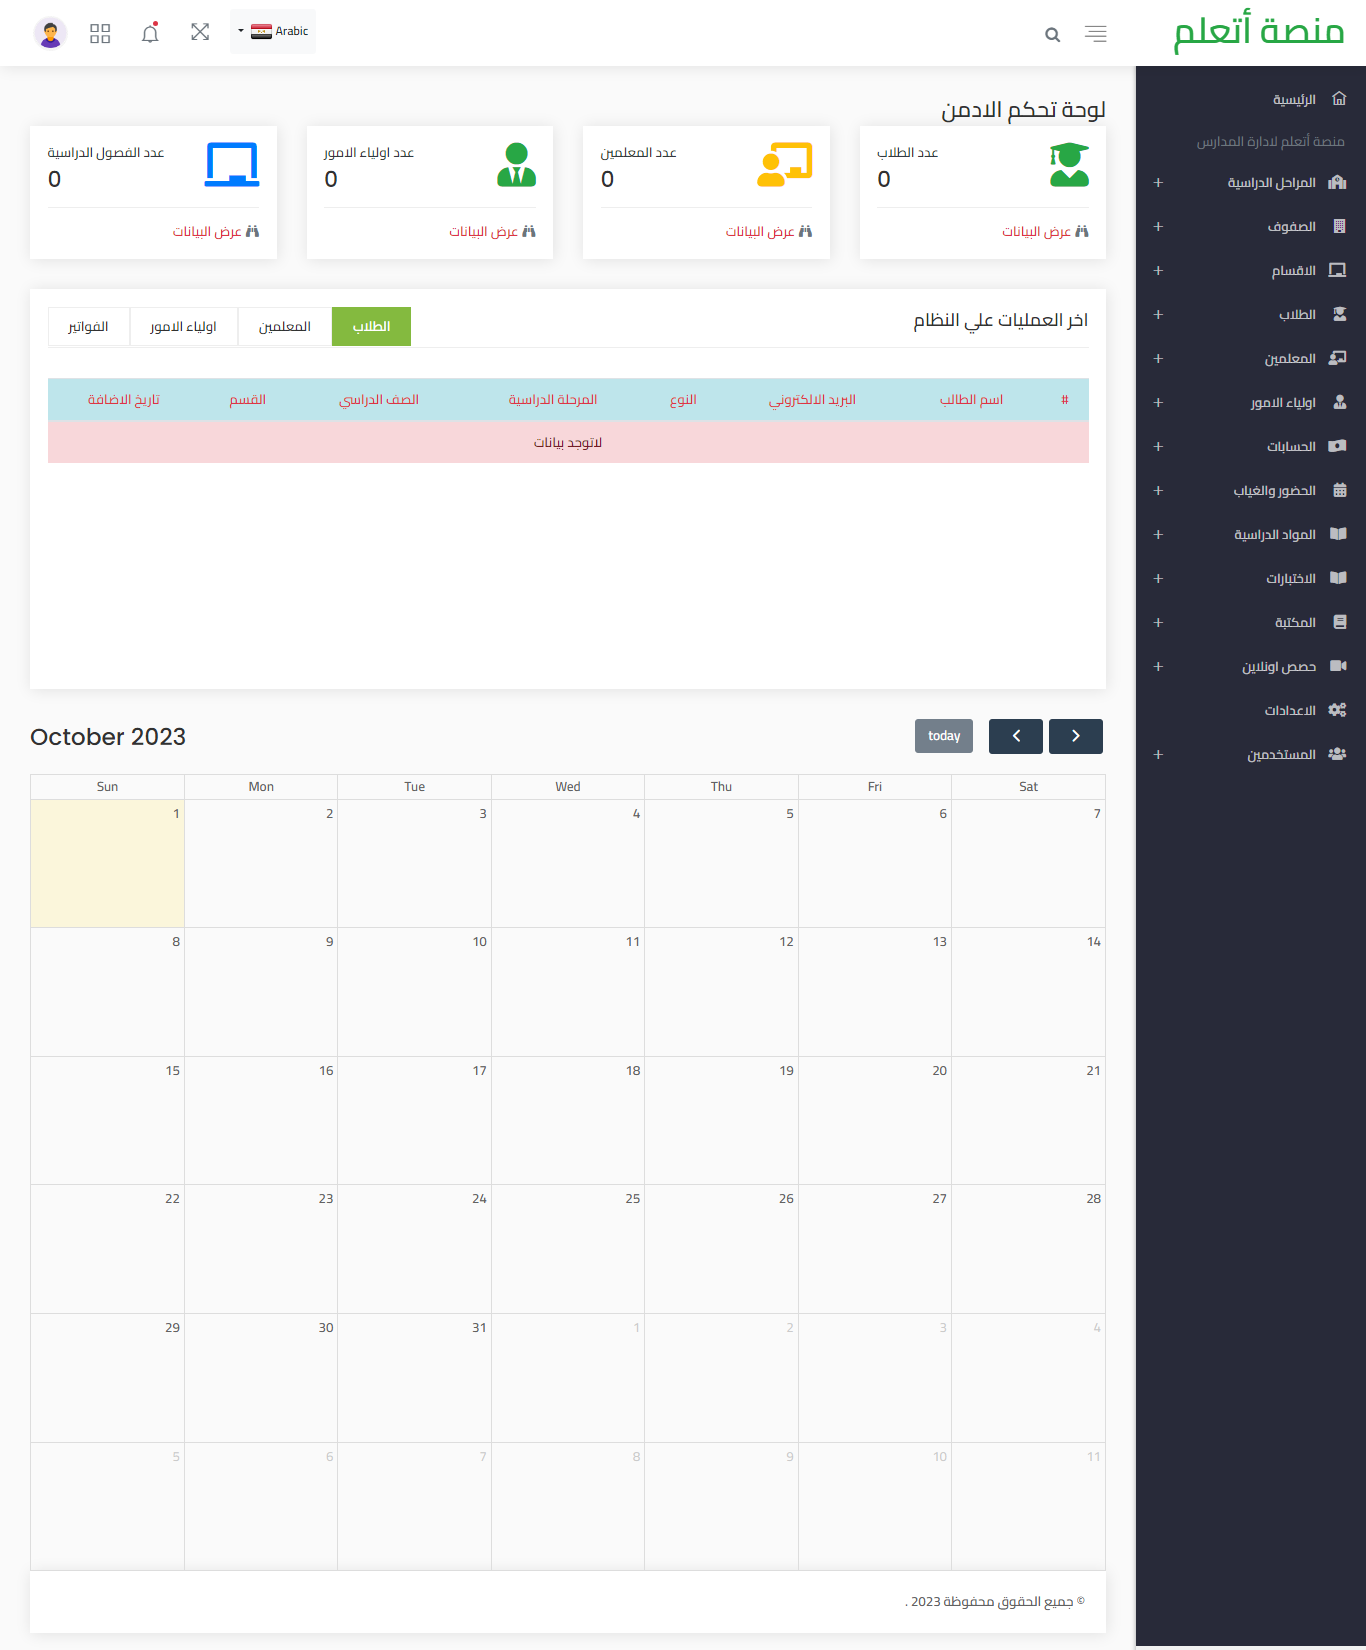 منصة أتعلم
Arabic
الرئيسية
منصة أتعلم لادارة المدارس
المراحل الدراسية
الصفوف
الاقسام
الطلاب
المعلمين
اولياء الامور
الحسابات
الحضور والغياب
المواد الدراسية
الاختبارات
المكتبة
حصص اونلاين
الاعدادات
المستخدمين
لوحة تحكم الادمن
عدد الطلاب
0
عرض البيانات
عدد المعلمين
0
عرض البيانات
عدد اولياء الامور
0
عرض البيانات
عدد الفصول الدراسية
0
عرض البيانات
اخر العمليات علي النظام
الطلاب المعلمين اولياء الامور الفواتير
# اسم الطالب البريد الالكتروني النوع المرحلة الدراسية الصف الدراسي القسم تاريخ الاضافة
لاتوجد بيانات
October 2023
today
Sun Mon Tue Wed Thu Fri Sat
1 2 3 4 5 6 7
8 9 10 11 12 13 14
15 16 17 18 19 20 21
22 23 24 25 26 27 28
29 30 31 1 2 3 4
5 6 7 8 9 10 11
© جميع الحقوق محفوظة 2023 .